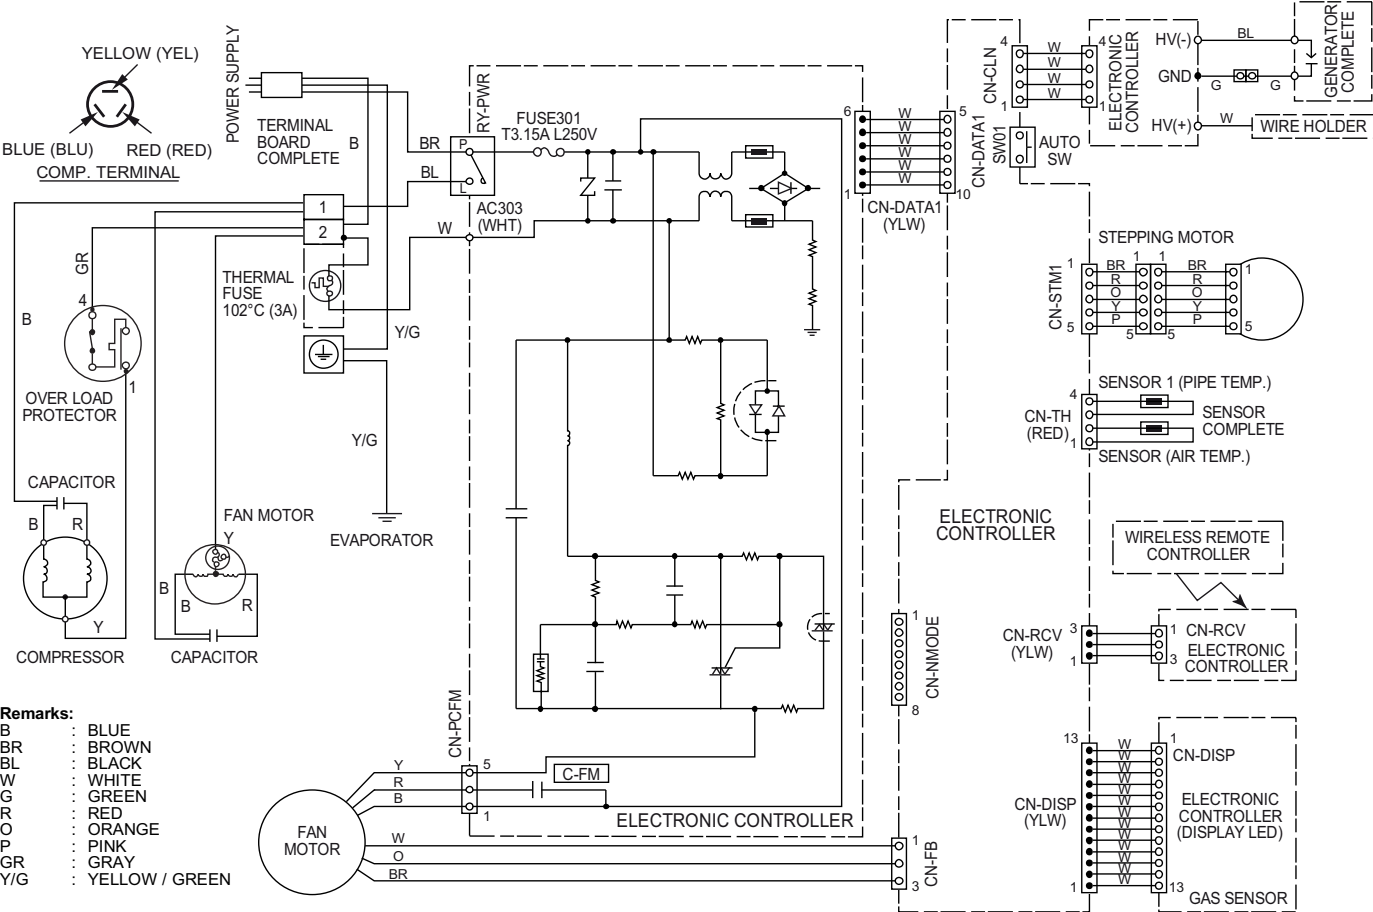 YELLOW (YEL)
BLUE (BLU)
RED (RED)
COMP. TERMINAL
POWER SUPPLY
TERMINAL
BOARD
COMPLETE
B
BR
BL
W
RY-PWR
P
L
FUSE301
T3.15A L250V
AC303
(WHT)
1
2
THERMAL
FUSE
102°C (3A)
Y/G
Y/G
EVAPORATOR
GR
B
4
1
OVER LOAD
PROTECTOR
CAPACITOR
B
R
Y
COMPRESSOR
FAN MOTOR
Y
B
B
R
CAPACITOR
Remarks:
B : BLUE
BR : BROWN
BL : BLACK
W : WHITE
G : GREEN
R : RED
O : ORANGE
P : PINK
GR : GRAY
Y/G : YELLOW / GREEN
FAN
MOTOR
Y
R
B
W
O
BR
CN-PCFM
5
1
C-FM
ELECTRONIC CONTROLLER
6
1
W
W
W
W
W
W
5
10
CN-DATA1
(YLW)
CN-DATA1
CN-CLN
4
1
W
W
W
W
4
1
ELECTRONIC
CONTROLLER
HV(-)
GND
HV(+)
BL
G
G
W
GENERATOR
COMPLETE
WIRE HOLDER
SW01
AUTO
SW
STEPPING MOTOR
CN-STM1
1
5
BR
R
O
Y
P
1
5
1
5
BR
R
O
Y
P
1
5
SENSOR 1 (PIPE TEMP.)
CN-TH
(RED)
4
1
SENSOR
COMPLETE
SENSOR (AIR TEMP.)
ELECTRONIC
CONTROLLER
WIRELESS REMOTE
CONTROLLER
CN-RCV
(YLW)
3
1
1
3
CN-RCV
ELECTRONIC
CONTROLLER
CN-NMODE
1
8
CN-DISP
(YLW)
13
1
W
W
W
W
W
W
W
W
W
W
W
W
W
1
13
CN-DISP
ELECTRONIC
CONTROLLER
(DISPLAY LED)
GAS SENSOR
CN-FB
1
3